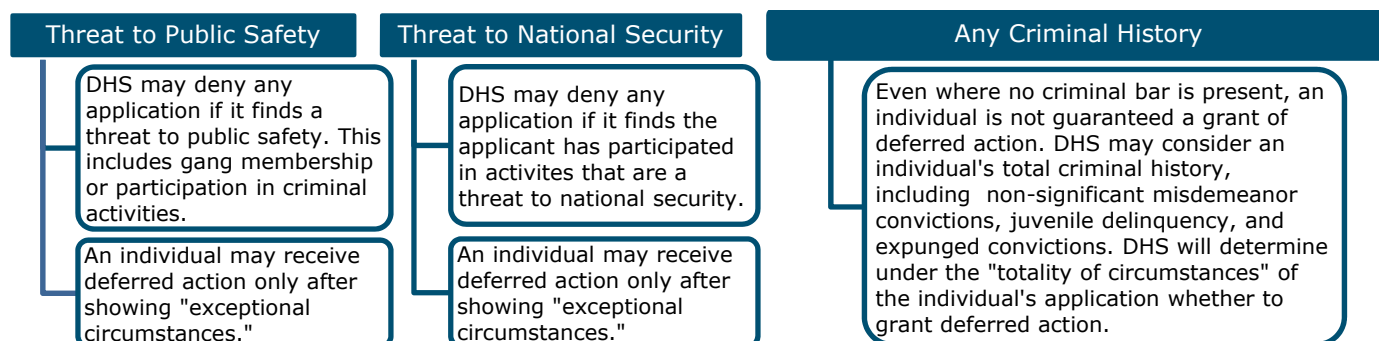 Threat to Public Safety
DHS may deny any
application if it finds a
threat to public safety. This
includes gang membership
or participation in criminal
activities.
An individual may receive
deferred action only after
showing "exceptional
circumstances."
Threat to National Security
DHS may deny any
application if it finds the
applicant has participated
in activites that are a
threat to national security.
An individual may receive
deferred action only after
showing "exceptional
circumstances."
Any Criminal History
Even where no criminal bar is present, an
individual is not guaranteed a grant of
deferred action. DHS may consider an
individual's total criminal history,
including  non-significant misdemeanor
convictions, juvenile delinquency, and
expunged convictions. DHS will determine
under the "totality of circumstances" of
the individual's application whether to
grant deferred action.